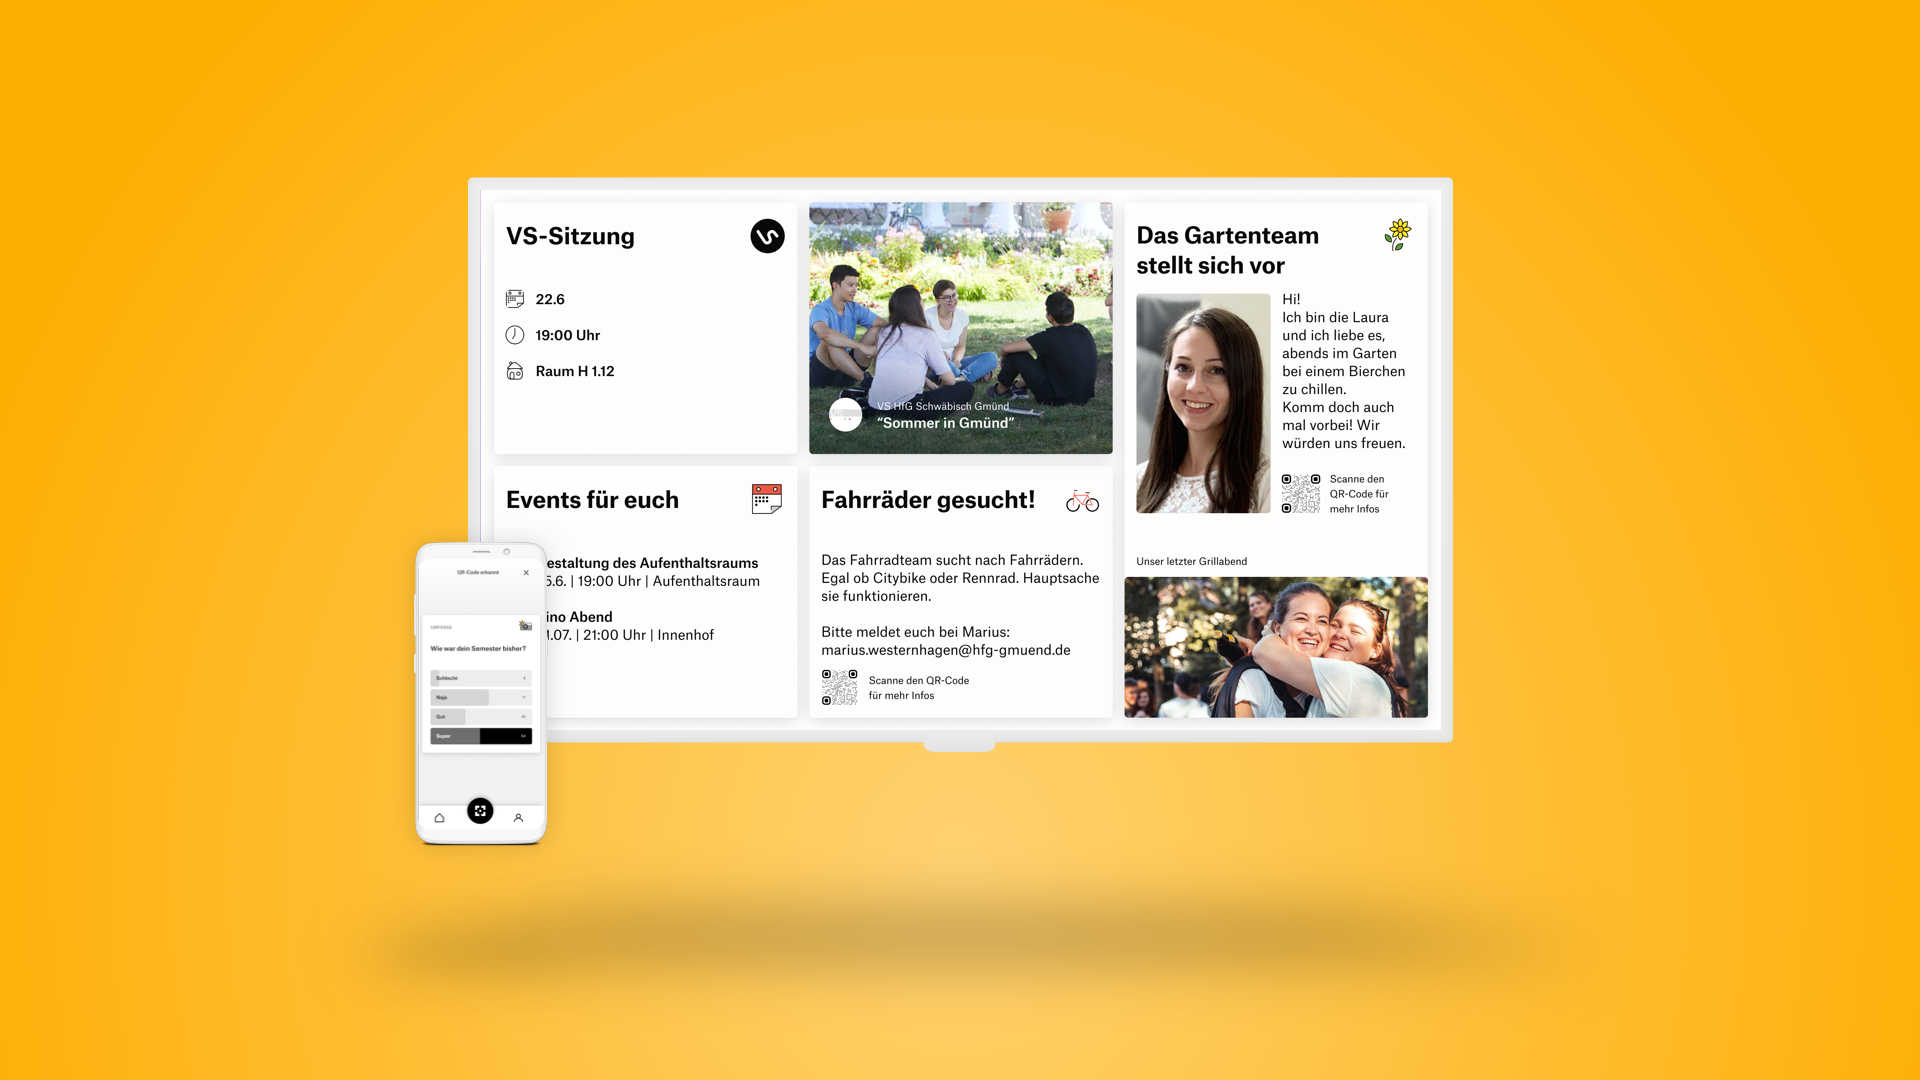 VS-Sitzung
22.6
19:00 Uhr
Raum H 1.12
VS HfG Schwäbisch Gmünd
“Sommer in Gmünd”
Das Gartenteam
stellt sich vor
Hi!
Ich bin die Laura
und ich liebe es,
abends im Garten
bei einem Bierchen
zu chillen.
Komm doch auch
mal vorbei! Wir
würden uns freuen.
Scanne den
QR-Code für
mehr Infos
Unser letzter Grillabend
Events für euch
estaltung des Aufenthaltsraums
5.6. | 19:00 Uhr | Aufenthaltsraum
ino Abend
1.07. | 21:00 Uhr | Innenhof
Fahrräder gesucht!
Das Fahrradteam sucht nach Fahrrädern.
Egal ob Citybike oder Rennrad. Hauptsache
sie funktionieren.
Bitte meldet euch bei Marius:
marius.westernhagen@hfg-gmuend.de
Scanne den QR-Code
für mehr Infos
QR-Code erkannt
UMFRAGE
Wie war dein Semester bisher?
Schlecht
Naja
Gut
Super